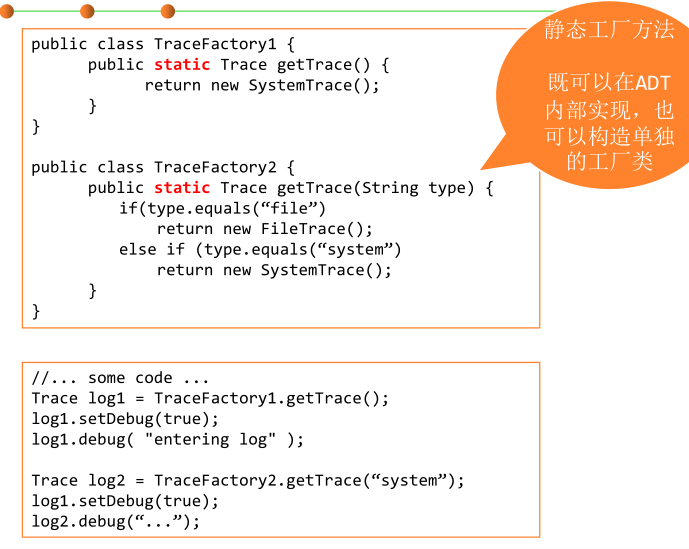 静态工厂方法
既可以在ADT
内部实现，也
可以构造单独
的工厂类
public class TraceFactory1 {
public static Trace getTrace() {
return new SystemTrace();
}
}
public class TraceFactory2 {
public static Trace getTrace(String type) {
if(type.equals(“file”)
return new FileTrace();
else if (type.equals(“system”)
return new SystemTrace();
}
}
//... some code ...
Trace log1 = TraceFactory1.getTrace();
log1.setDebug(true);
log1.debug( "entering log" );
Trace log2 = TraceFactory2.getTrace(“system”);
log1.setDebug(true);
log2.debug(“...”);